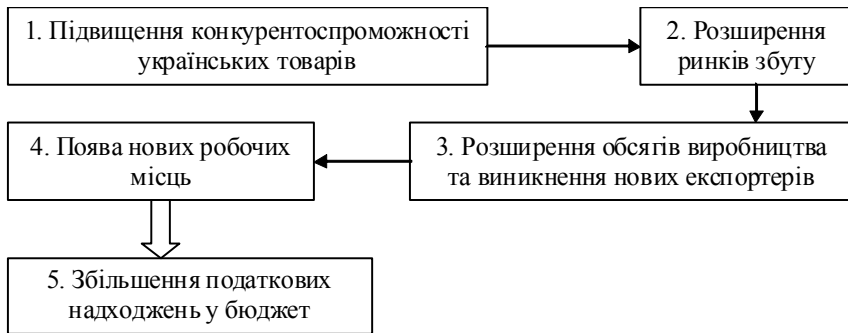 1. Підвищення конкурентоспроможності
українських товарів
2. Розширення
ринків збуту
4. Поява нових робочих
місць
3. Розширення обсягів виробництва
та виникнення нових експортерів
5. Збільшення податкових
надходжень у бюджет